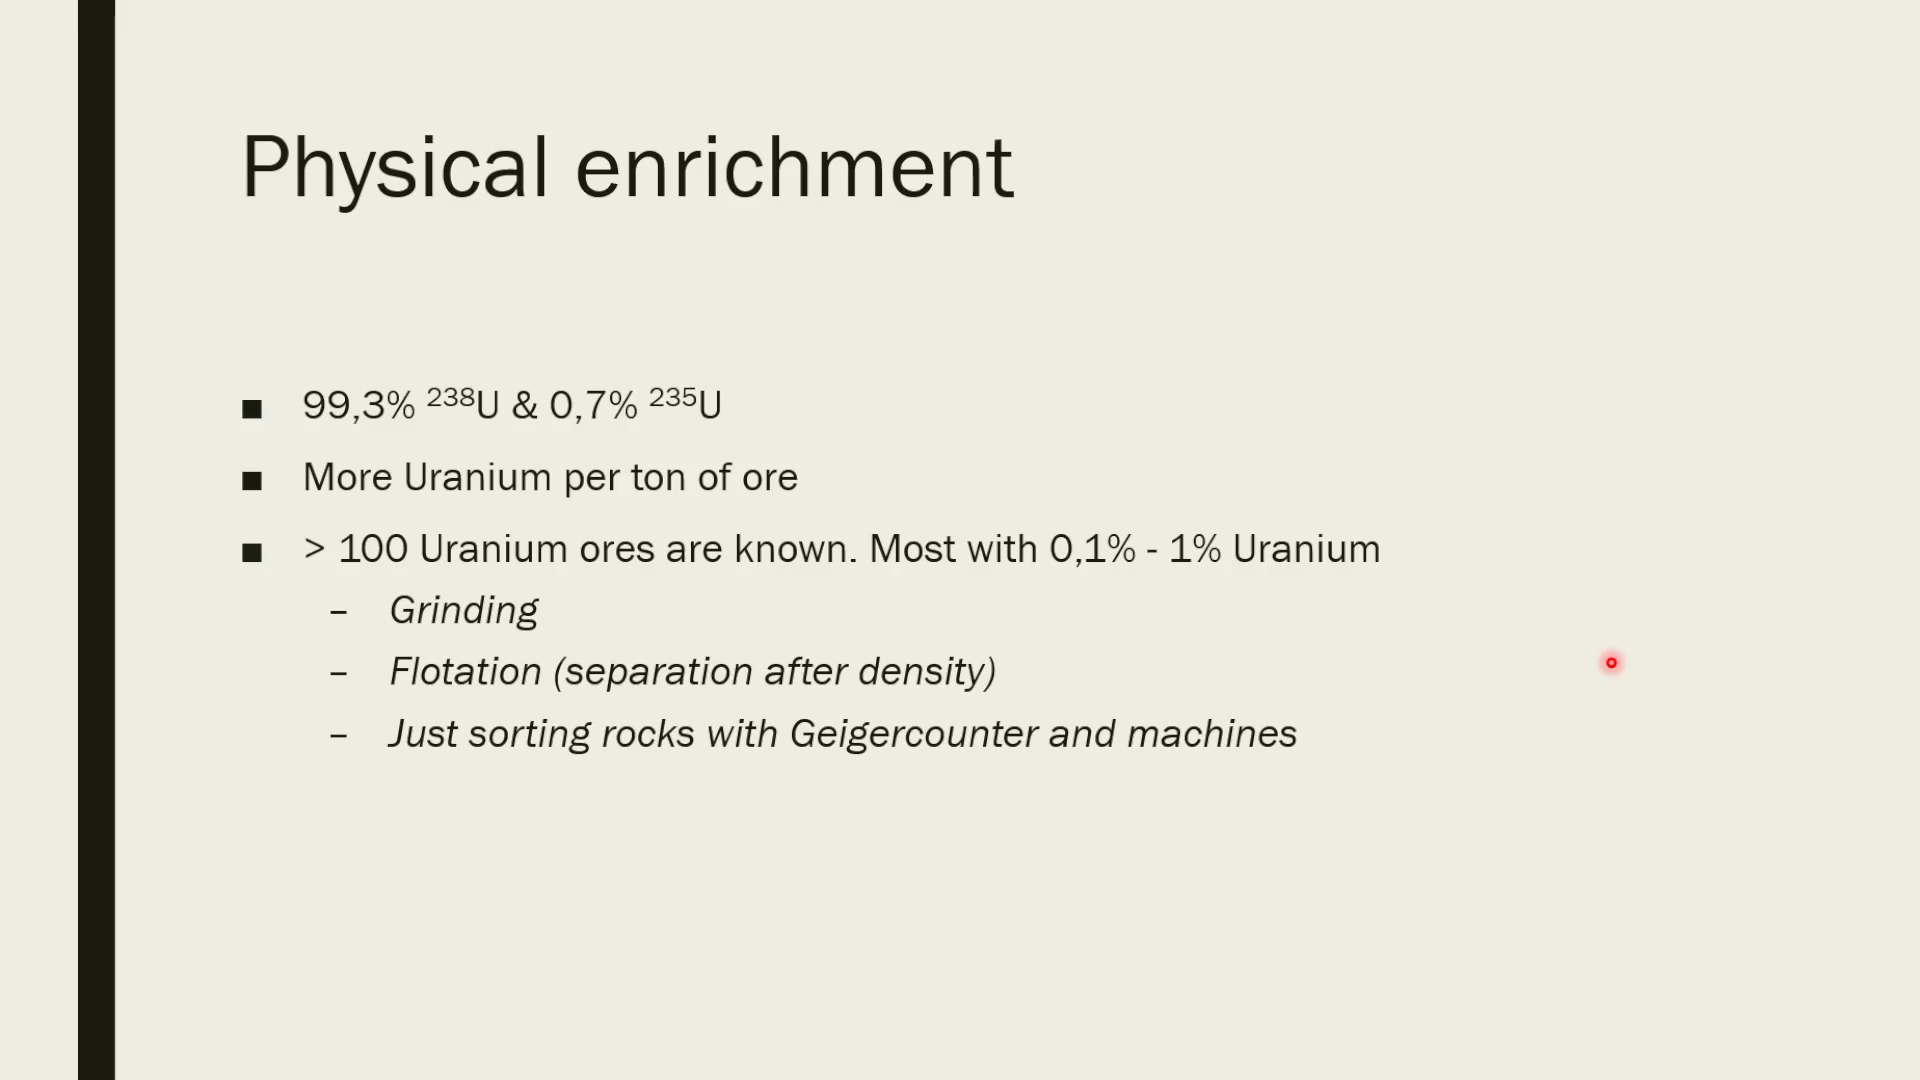 Physical enrichment
■ 99,3% ²³⁸U & 0,7% ²³⁵U
■ More Uranium per ton of ore
■ > 100 Uranium ores are known. Most with 0,1% - 1% Uranium
– Grinding
– Flotation (separation after density)
– Just sorting rocks with Geigercounter and machines